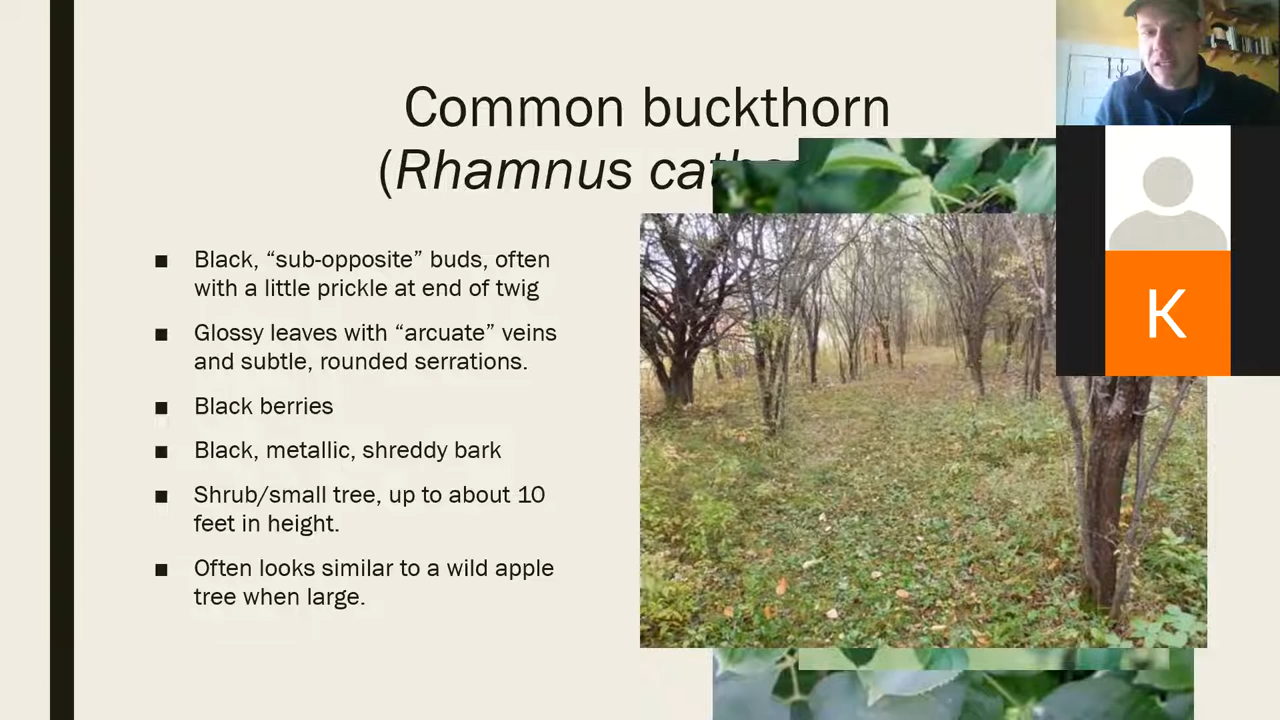 Common buckthorn
(Rhamnus
■ Black, “sub-opposite” buds, often
with a little prickle at end of twig
■ Glossy leaves with “arcuate” veins
and subtle, rounded serrations.
■ Black berries
■ Black, metallic, shreddy bark
■ Shrub/small tree, up to about 10
feet in height.
■ Often looks similar to a wild apple
tree when large.
K